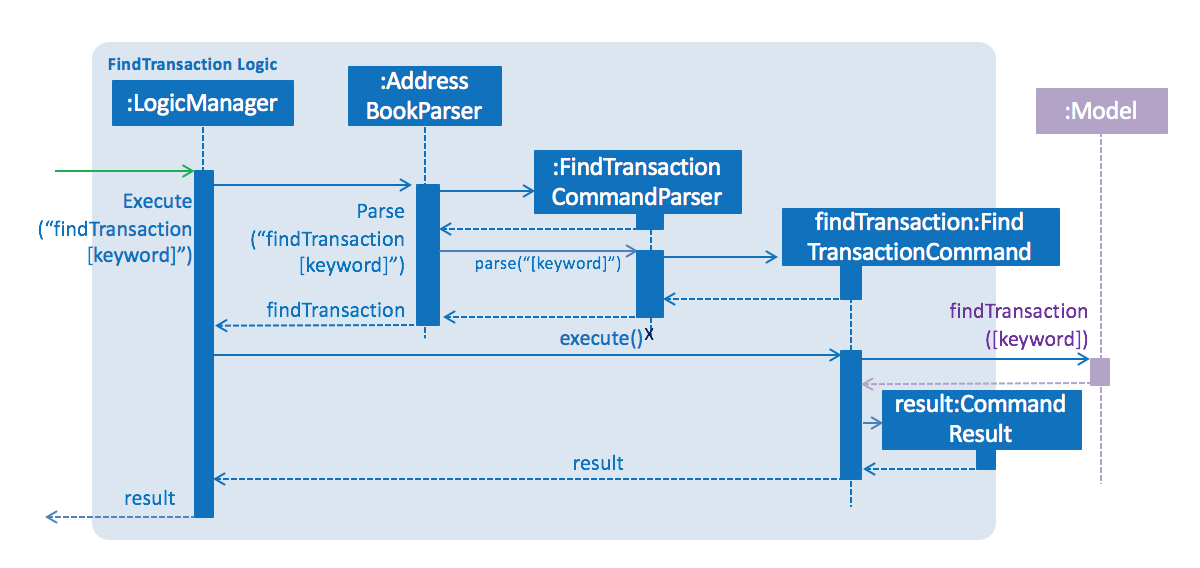 FindTransaction Logic
:LogicManager
:Address
BookParser
:Model
:FindTransaction
CommandParser
Execute
(“findTransaction
[keyword]”)
Parse
(“findTransaction
[keyword]”)
parse(“[keyword]”)
findTransaction:Find
TransactionCommand
findTransaction
execute()
X
findTransaction
([keyword])
result:Command
Result
result
result